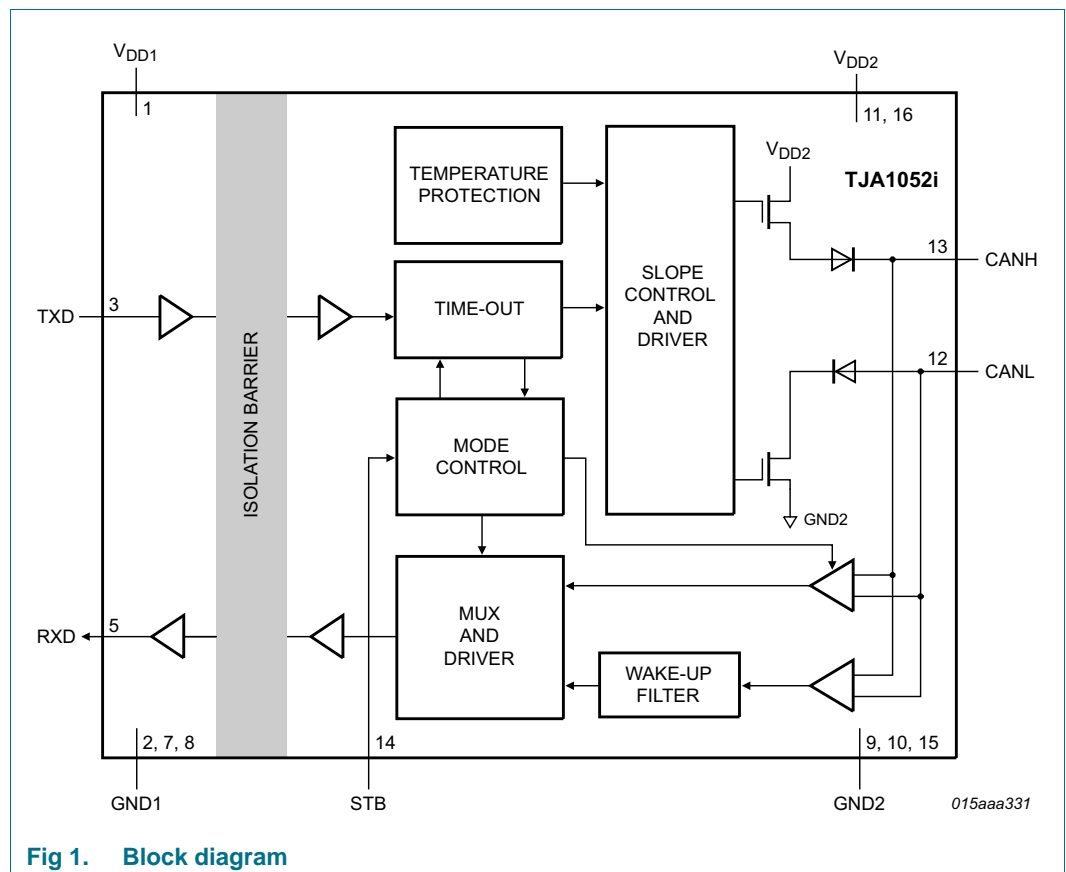 VDD1
1
VDD2
11, 16
TEMPERATURE
PROTECTION
VDD2
TJA1052i
SLOPE
CONTROL
AND
DRIVER
13
CANH
TXD
3
TIME-OUT
12
CANL
ISOLATION BARRIER
MODE
CONTROL
GND2
RXD
5
MUX
AND
DRIVER
WAKE-UP
FILTER
2, 7, 8
14
9, 10, 15
GND1
STB
GND2
015aaa331
Fig 1. Block diagram